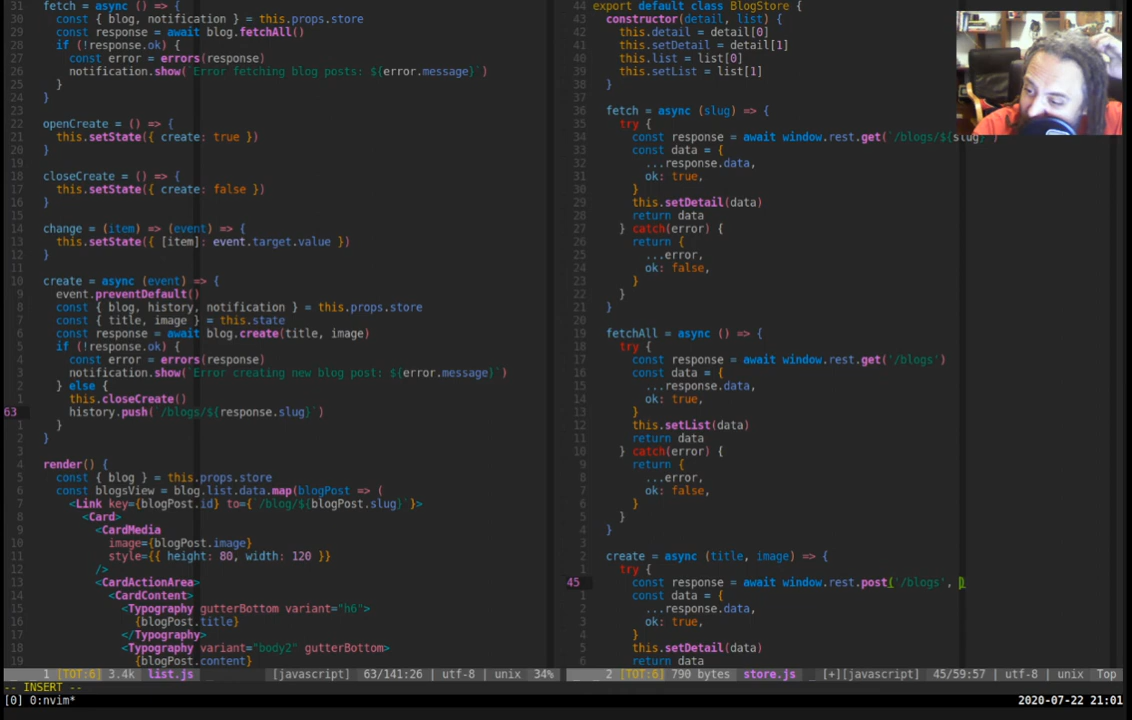 31 fetch = async () => {
30 const { blog, notification } = this.props.store
29 const response = await blog.fetchAll()
28 if (!response.ok) {
27 const error = errors(response)
26 notification.show(`Error fetching blog posts: ${error.message}`)
25 }
24 }
23
22 openCreate = () => {
21 this.setState({ create: true })
20 }
19
18 closeCreate = () => {
17 this.setState({ create: false })
16 }
15
14 change = (item) => (event) => {
13 this.setState({ [item]: event.target.value })
12 }
11
10 create = async (event) => {
9 event.preventDefault()
8 const { blog, history, notification } = this.props.store
7 const { title, image } = this.state
6 const response = await blog.create(title, image)
5 if (!response.ok) {
4 const error = errors(response)
3 notification.show(`Error creating new blog post: ${error.message}`)
2 } else {
1 this.closeCreate()
63 history.push(`/blogs/${response.slug}`)
1 }
2 }
3
4 render() {
5 const { blog } = this.props.store
6 const blogsView = blog.list.data.map(blogPost => (
7 <Link key={blogPost.id} to={`/blog/${blogPost.slug}`}>
8 <Card>
9 <CardMedia
10 image={blogPost.image}
11 style={{ height: 80, width: 120 }}
12 />
13 <CardActionArea>
14 <CardContent>
15 <Typography gutterBottom variant="h6">
16 {blogPost.title}
17 </Typography>
18 <Typography variant="body2" gutterBottom>
19 {blogPost.content}
1 [TOT:6] 3.4k list.js [javascript] 63/141:26 | utf-8 | unix 34%
44 export default class BlogStore {
43 constructor(detail, list) {
42 this.detail = detail[0]
41 this.setDetail = detail[1]
40 this.list = list[0]
39 this.setList = list[1]
38 }
37
36 fetch = async (slug) => {
35 try {
34 const response = await window.rest.get(`/blogs/${slug}`)
33 const data = {
32 ...response.data,
31 ok: true,
30 }
29 this.setDetail(data)
28 return data
27 } catch(error) {
26 return {
25 ...error,
24 ok: false,
23 }
22 }
21 }
20
19 fetchAll = async () => {
18 try {
17 const response = await window.rest.get('/blogs')
16 const data = {
15 ...response.data,
14 ok: true,
13 }
12 this.setList(data)
11 return data
10 } catch(error) {
9 return {
8 ...error,
7 ok: false,
6 }
5 }
4 }
3
2 create = async (title, image) => {
1 try {
45 const response = await window.rest.post('/blogs', )
1 const data = {
2 ...response.data,
3 ok: true,
4 }
5 this.setDetail(data)
6 return data
2 [TOT:6] 790 bytes store.js [+][javascript] 45/59:57 | utf-8 | unix Top
-- INSERT --
[0] 0:nvim* 2020-07-22 21:01